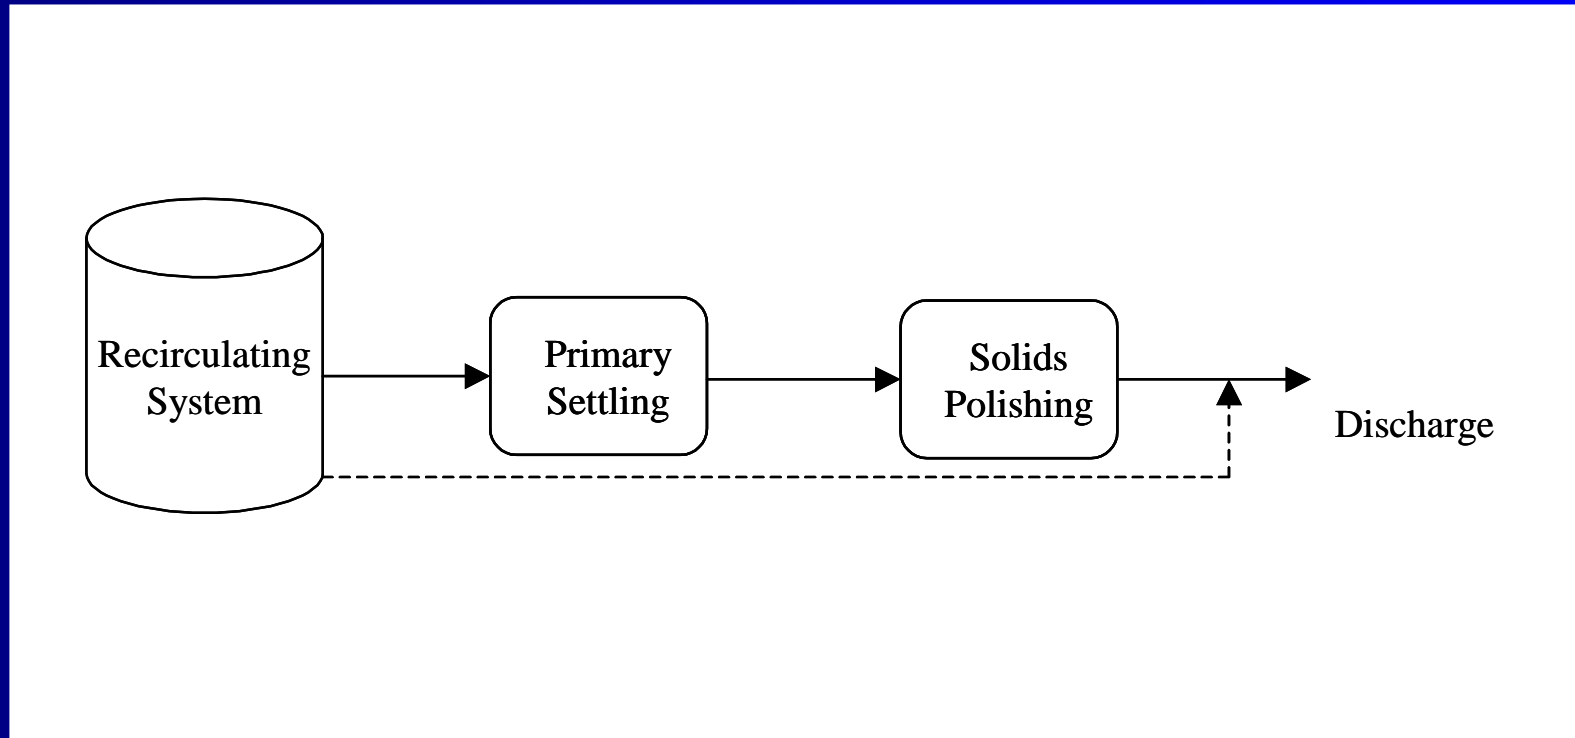 Recirculating
System
Primary
Settling
Solids
Polishing
Discharge